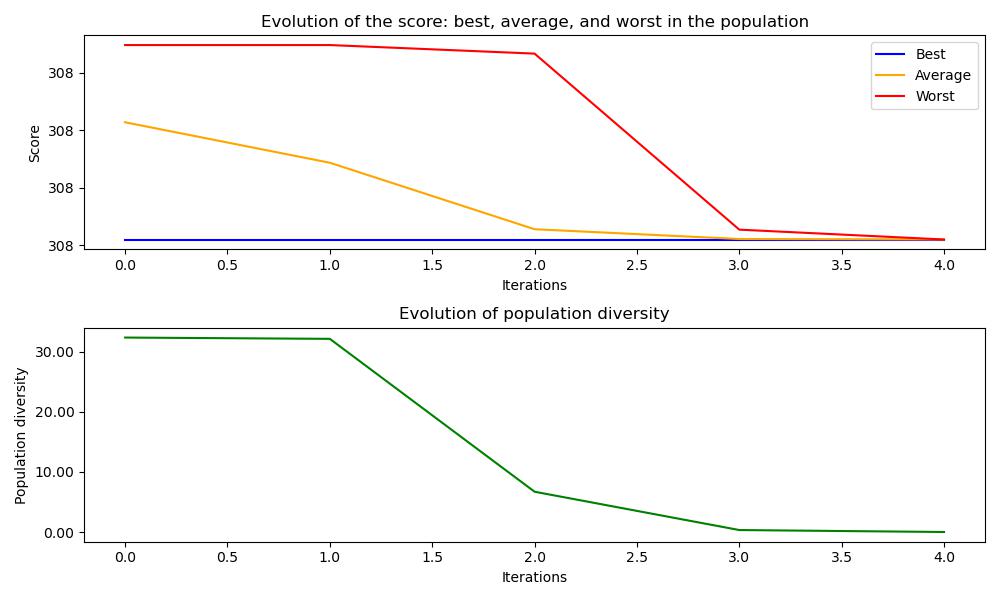 Evolution of the score: best, average, and worst in the population
Score
308
308
308
308
Best
Average
Worst
0.0 0.5 1.0 1.5 2.0 2.5 3.0 3.5 4.0
Iterations
Evolution of population diversity
Population diversity
30.00
20.00
10.00
0.00
0.0 0.5 1.0 1.5 2.0 2.5 3.0 3.5 4.0
Iterations